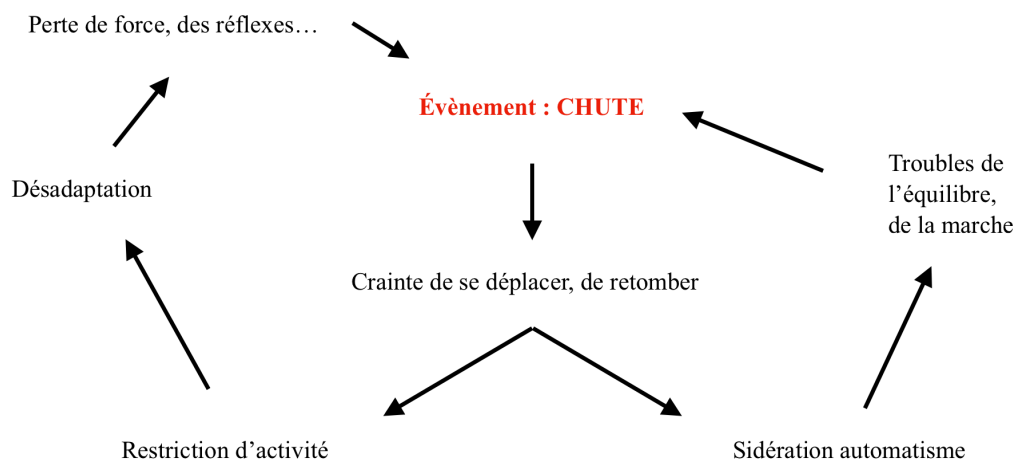 Perte de force, des réflexes…
Évènement : CHUTE
Troubles de
l’équilibre,
de la marche
Désadaptation
Crainte de se déplacer, de retomber
Restriction d’activité
Sidération automatisme